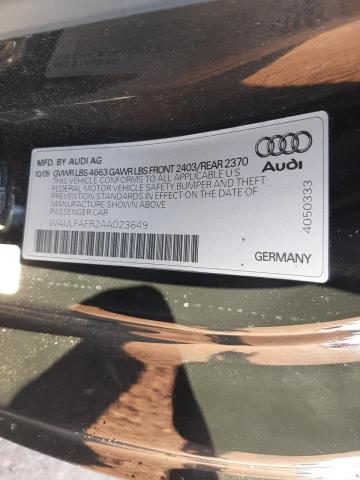 MFD. BY AUDI AG
10/09 GVWR LBS 4663 GAWR LBS FRONT 2403/REAR 2370
THIS VEHICLE CONFORMS TO ALL APPLICABLE US
FEDERAL MOTOR VEHICLE SAFETY, BUMPER, AND THEFT
PREVENTION STANDARDS IN EFFECT ON THE DATE OF
MANUFACTURE SHOWN ABOVE.
PASSENGER CAR
WAULFAFR2AA023649
Audi
4050333
GERMANY